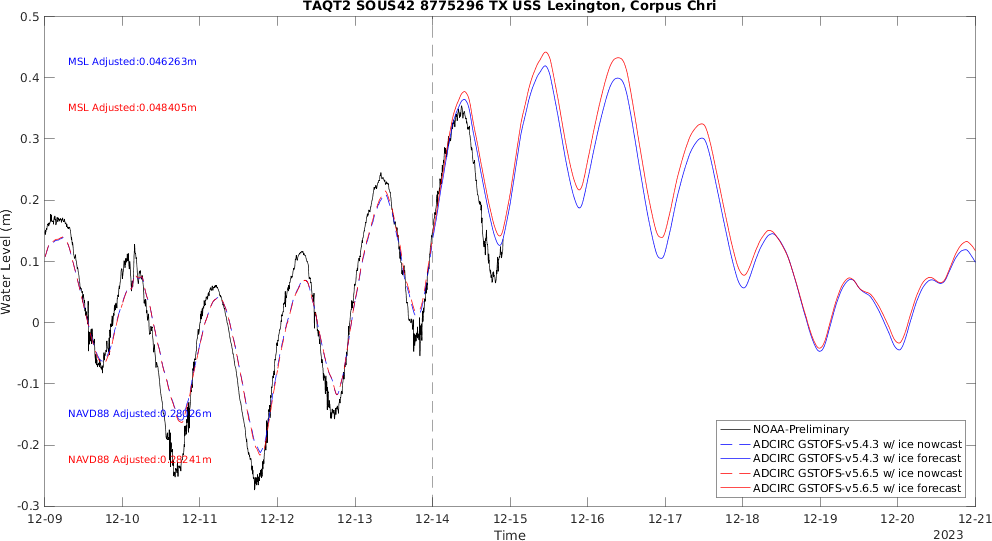 TAQT2 SOUS42 8775296 TX USS Lexington, Corpus Chri
0.5
0.4
0.3
0.2
0.1
0
-0.1
-0.2
-0.3
Water Level (m)
MSL Adjusted:0.046263m
MSL Adjusted:0.048405m
NAVD88 Adjusted:0.28026m
NAVD88 Adjusted:0.28241m
NOAA-Preliminary
ADCIRC GSTOFS-v5.4.3 w/ ice nowcast
ADCIRC GSTOFS-v5.4.3 w/ ice forecast
ADCIRC GSTOFS-v5.6.5 w/ ice nowcast
ADCIRC GSTOFS-v5.6.5 w/ ice forecast
12-09 12-10 12-11 12-12 12-13 12-14 12-15 12-16 12-17 12-18 12-19 12-20 12-21
Time
2023